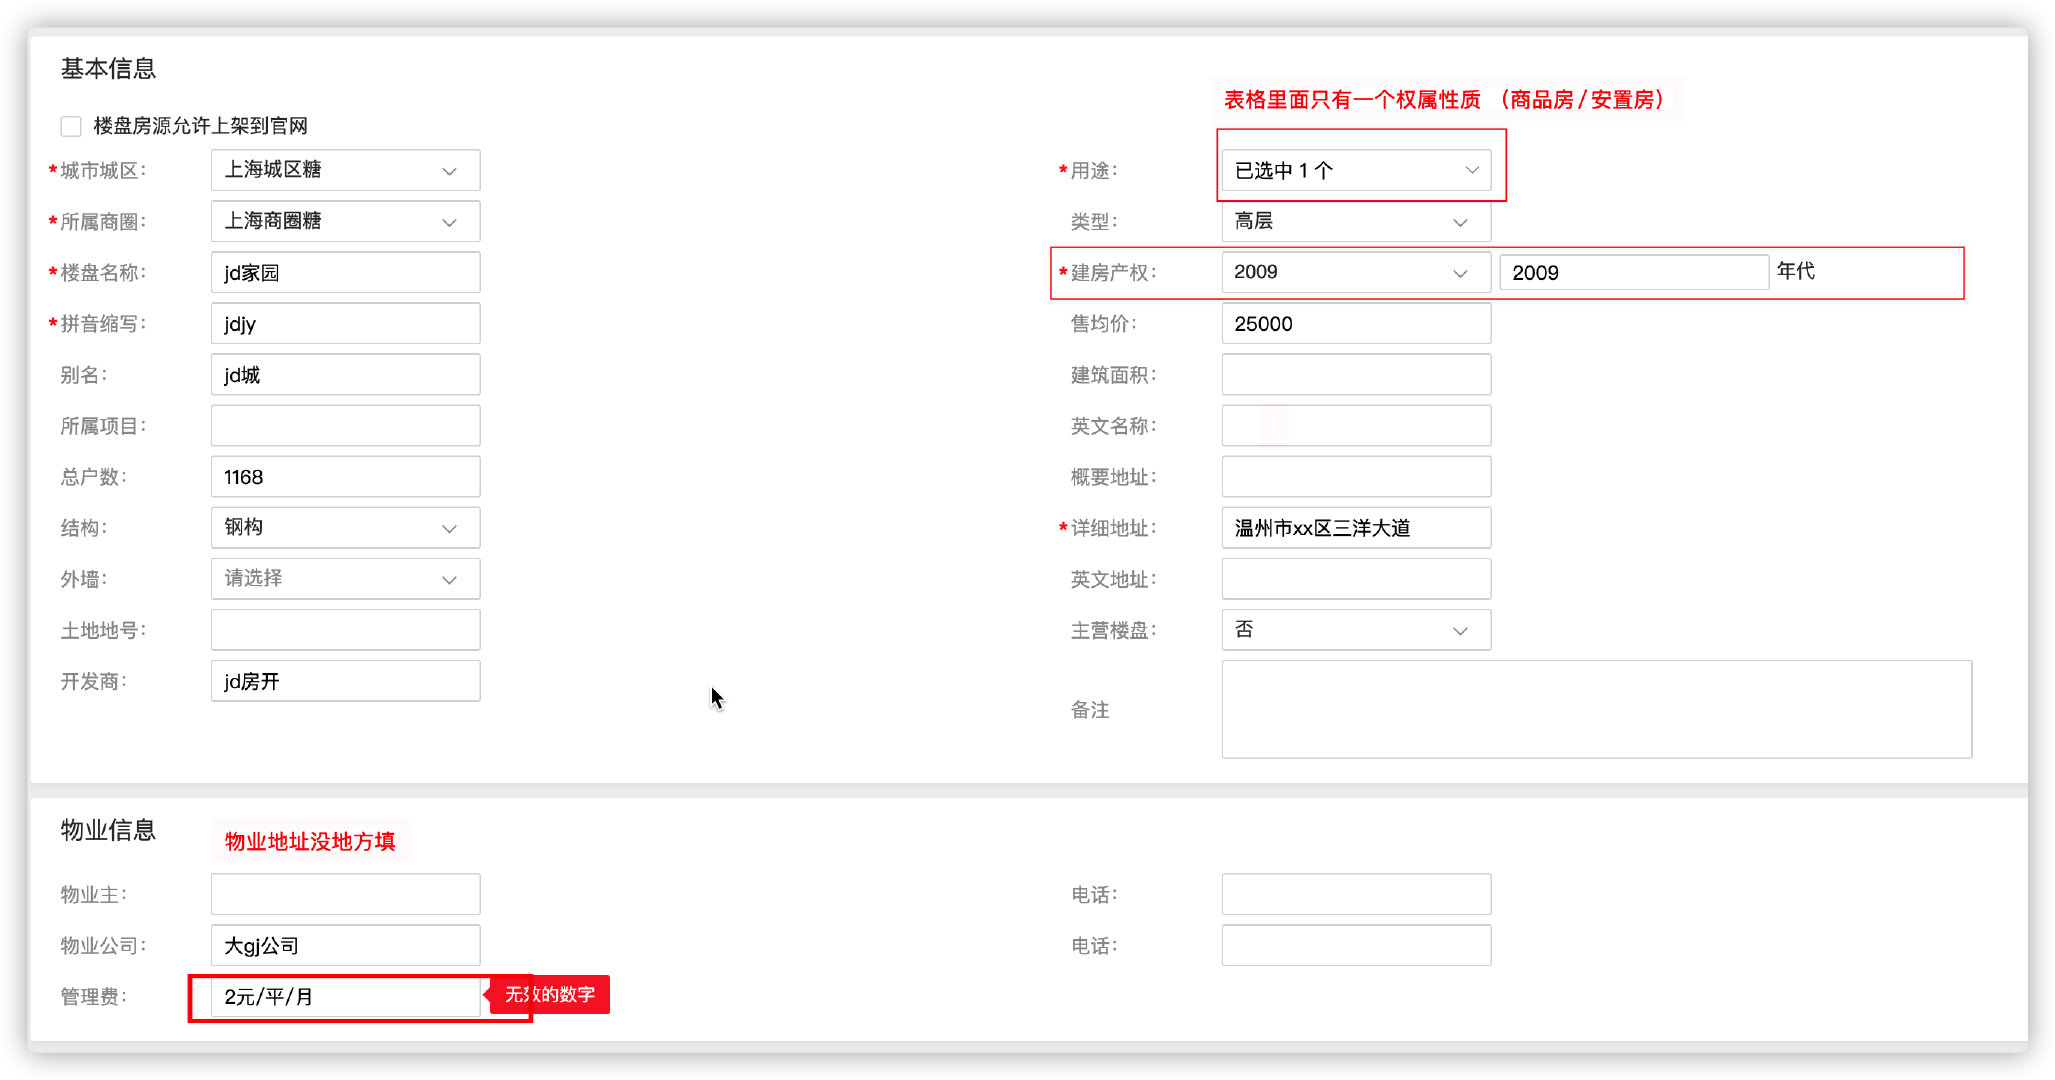 基本信息
表格里面只有一个权属性质 （商品房/安置房）
楼盘房源允许上架到官网
*城市城区: 上海城区糖
*用途: 已选中 1 个
*所属商圈: 上海商圈糖
类型: 高层
*楼盘名称: jd家园
*建房产权: 2009 2009 年代
*拼音缩写: jdjy
售均价: 25000
别名: jd城
建筑面积:
所属项目:
英文名称:
总户数: 1168
概要地址:
结构: 钢构
*详细地址: 温州市xx区三洋大道
外墙: 请选择
英文地址:
土地地号:
主营楼盘: 否
开发商: jd房开
备注
物业信息
物业地址没地方填
物业主:
电话:
物业公司: 大gj公司
电话:
管理费: 2元/平/月 无效的数字